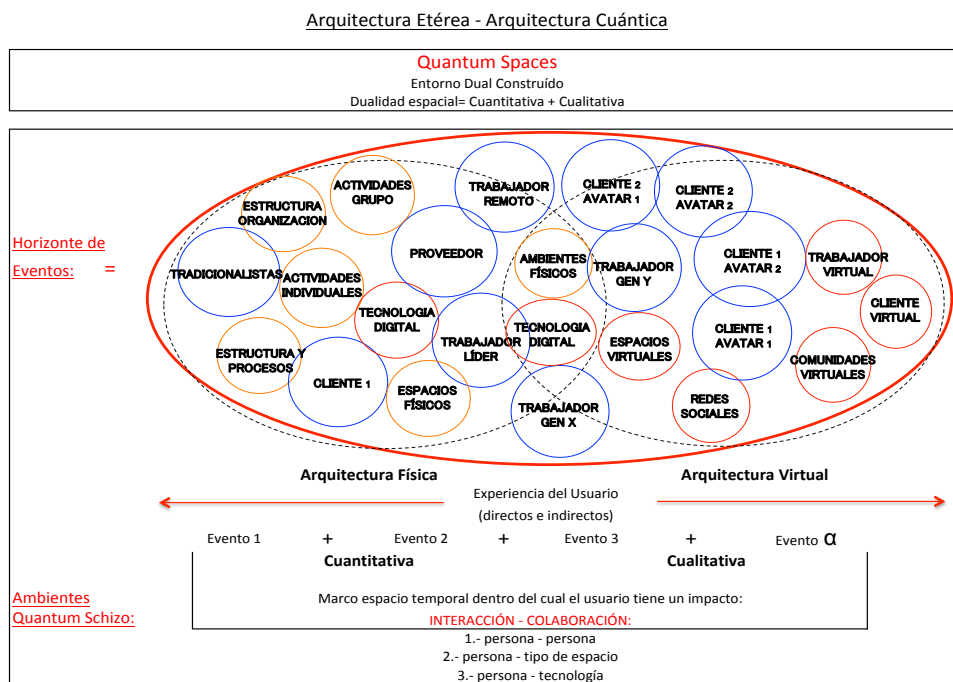 Arquitectura Etérea - Arquitectura Cuántica
Quantum Spaces
Entorno Dual Construído
Dualidad espacial= Cuantitativa + Cualitativa
Horizonte de
Eventos: =
ESTRUCTURA
ORGANIZACION
ACTIVIDADES
GRUPO
TRABAJADOR
REMOTO
CLIENTE 2
AVATAR 1
CLIENTE 2
AVATAR 2
TRADICIONALISTAS
ACTIVIDADES
INDIVIDUALES
PROVEEDOR
AMBIENTES
FÍSICOS
TRABAJADOR
GEN Y
CLIENTE 1
AVATAR 2
TRABAJADOR
VIRTUAL
TECNOLOGIA
DIGITAL
CLIENTE
VIRTUAL
ESTRUCTURA Y
PROCESOS
TRABAJADOR
LÍDER
TECNOLOGIA
DIGITAL
ESPACIOS
VIRTUALES
CLIENTE 1
AVATAR 1
COMUNIDADES
VIRTUALES
CLIENTE 1
ESPACIOS
FÍSICOS
TRABAJADOR
GEN X
REDES
SOCIALES
Arquitectura Física
Arquitectura Virtual
Experiencia del Usuario
(directos e indirectos)
Evento 1 + Evento 2 + Evento 3 + Evento α
Cuantitativa
Cualitativa
Ambientes
Quantum Schizo:
Marco espacio temporal dentro del cual el usuario tiene un impacto:
INTERACCIÓN - COLABORACIÓN:
1.- persona - persona
2.- persona - tipo de espacio
3.- persona - tecnología